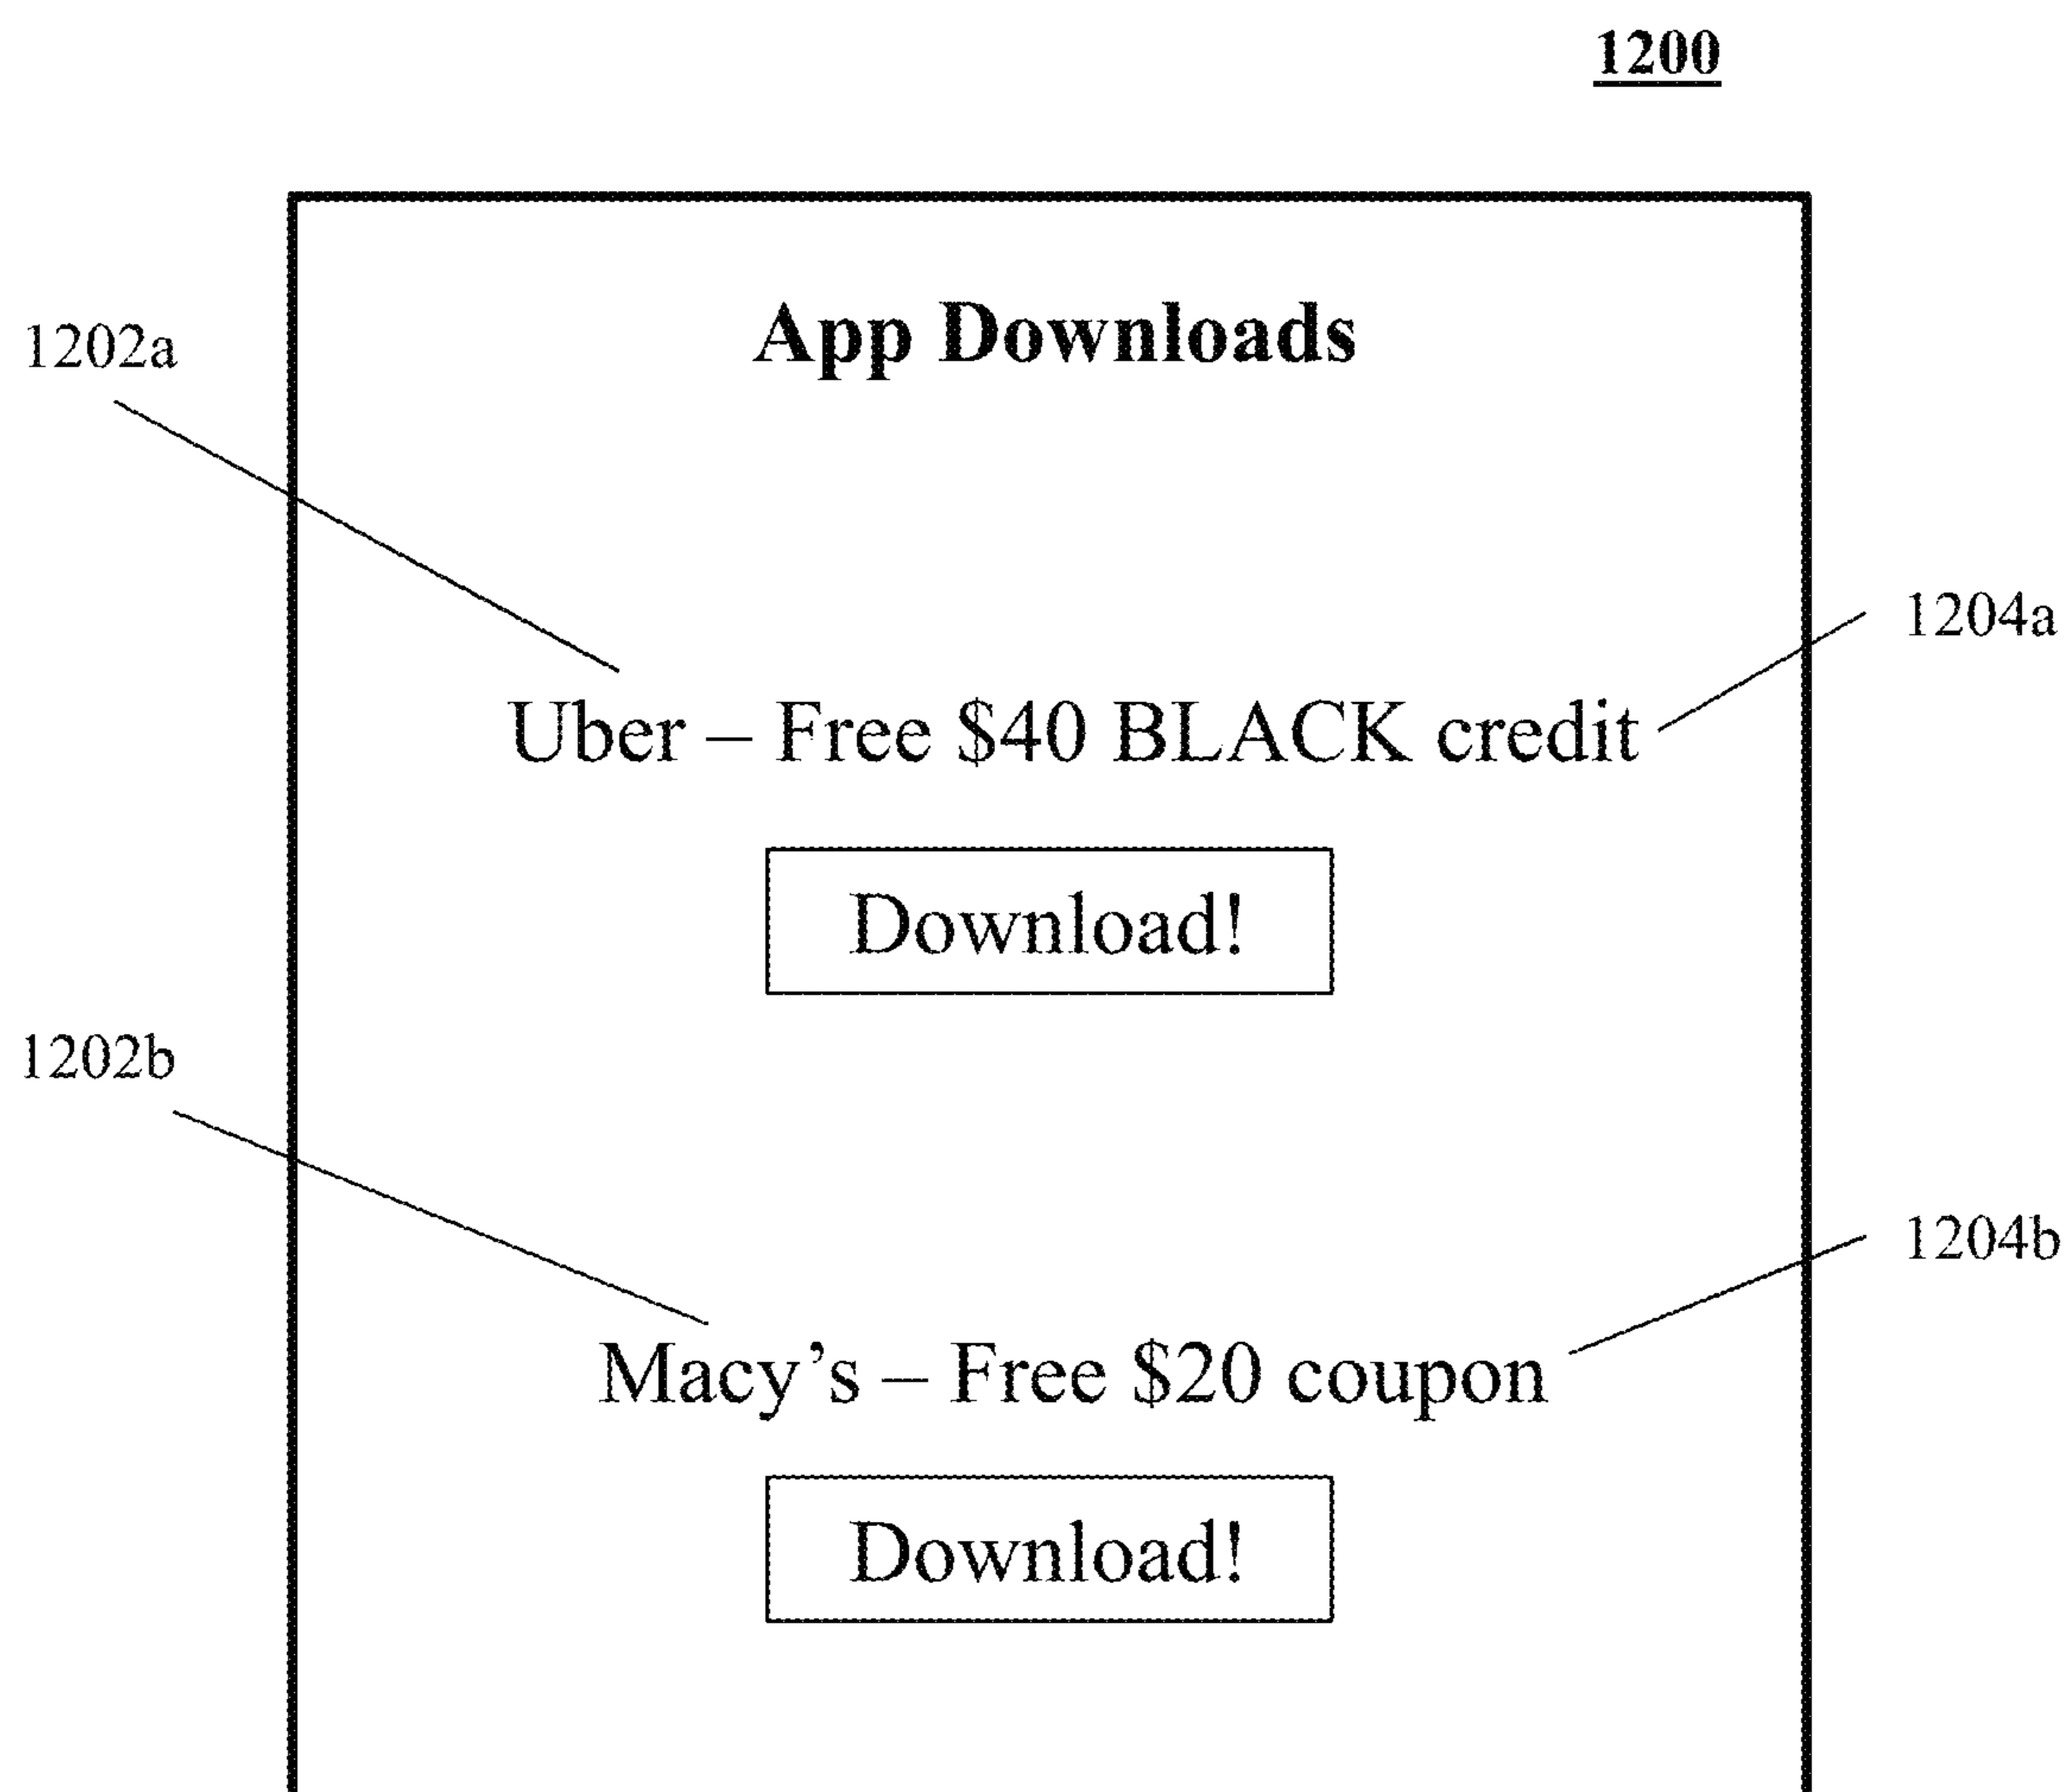 1200
App Downloads
1202a
1204a
Uber – Free $40 BLACK credit
Download!
1202b
1204b
Macy’s – Free $20 coupon
Download!